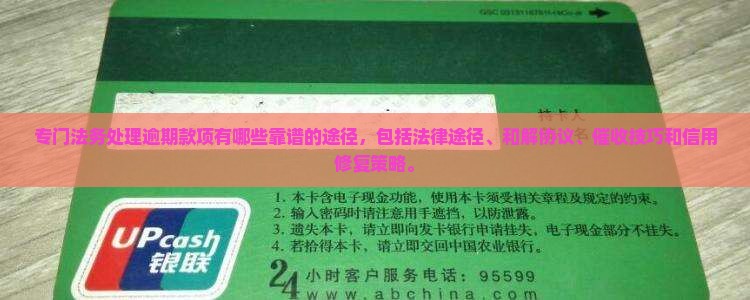 持卡人
专门法务处理逾期款项有哪些靠谱的途径，包括法律途径、和解协议、催收技巧和信用
修复策略。
1. 本卡含电子现金功能，使用本卡须受相关章程及规定的约束。
2. 输入密码时请注意用手遮挡，以防泄露。
3. 遗失本卡，请立即向发卡银行申请挂失，电子现金部分不挂失。
4. 若拾得本卡，请立即交回中国农业银行。
UPcash
银联
24小时客户服务电话：95599
www.abchina.com